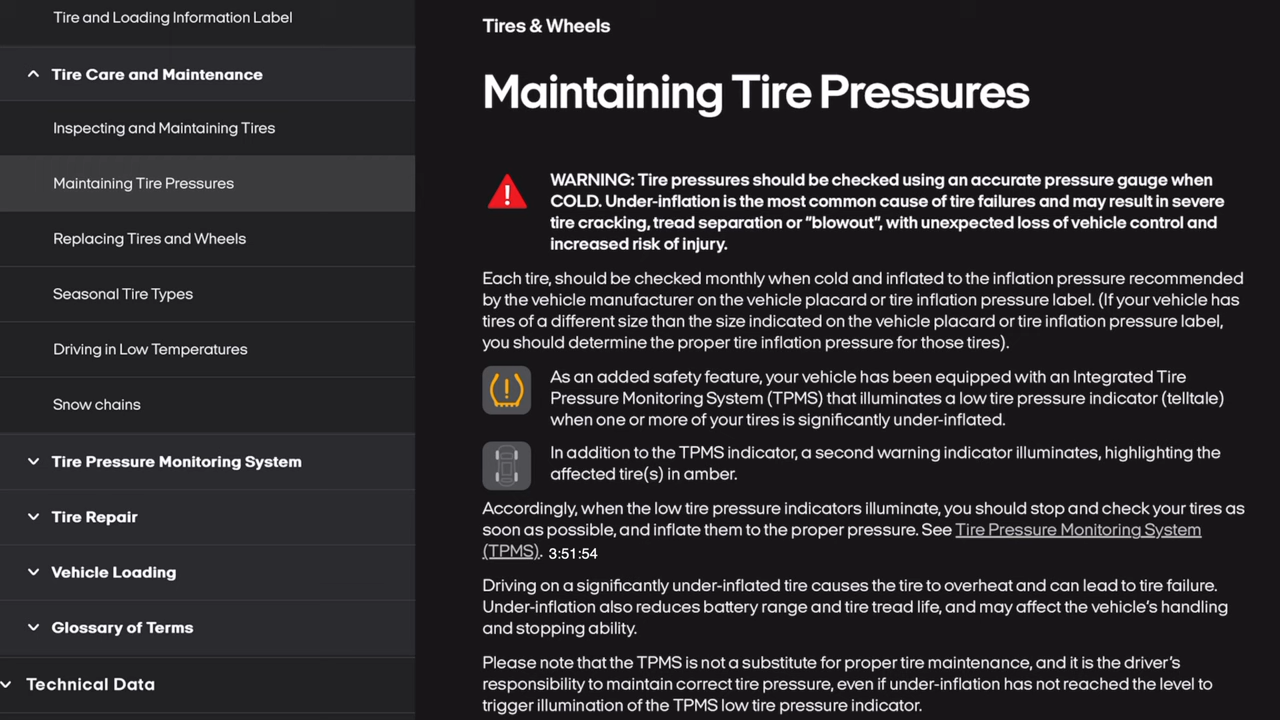 Tire and Loading Information Label
Tire Care and Maintenance
Inspecting and Maintaining Tires
Maintaining Tire Pressures
Replacing Tires and Wheels
Seasonal Tire Types
Driving in Low Temperatures
Snow chains
Tire Pressure Monitoring System
Tire Repair
Vehicle Loading
Glossary of Terms
Technical Data
Tires & Wheels
Maintaining Tire Pressures
WARNING: Tire pressures should be checked using an accurate pressure gauge when
COLD. Under-inflation is the most common cause of tire failures and may result in severe
tire cracking, tread separation or "blowout", with unexpected loss of vehicle control and
increased risk of injury.
Each tire, should be checked monthly when cold and inflated to the inflation pressure recommended
by the vehicle manufacturer on the vehicle placard or tire inflation pressure label. (If your vehicle has
tires of a different size than the size indicated on the vehicle placard or tire inflation pressure label,
you should determine the proper tire inflation pressure for those tires).
As an added safety feature, your vehicle has been equipped with an Integrated Tire
Pressure Monitoring System (TPMS) that illuminates a low tire pressure indicator (telltale)
when one or more of your tires is significantly under-inflated.
In addition to the TPMS indicator, a second warning indicator illuminates, highlighting the
affected tire(s) in amber.
Accordingly, when the low tire pressure indicators illuminate, you should stop and check your tires as
soon as possible, and inflate them to the proper pressure. See Tire Pressure Monitoring System
(TPMS). 3:51:54
Driving on a significantly under-inflated tire causes the tire to overheat and can lead to tire failure.
Under-inflation also reduces battery range and tire tread life, and may affect the vehicle's handling
and stopping ability.
Please note that the TPMS is not a substitute for proper tire maintenance, and it is the driver's
responsibility to maintain correct tire pressure, even if under-inflation has not reached the level to
trigger illumination of the TPMS low tire pressure indicator.